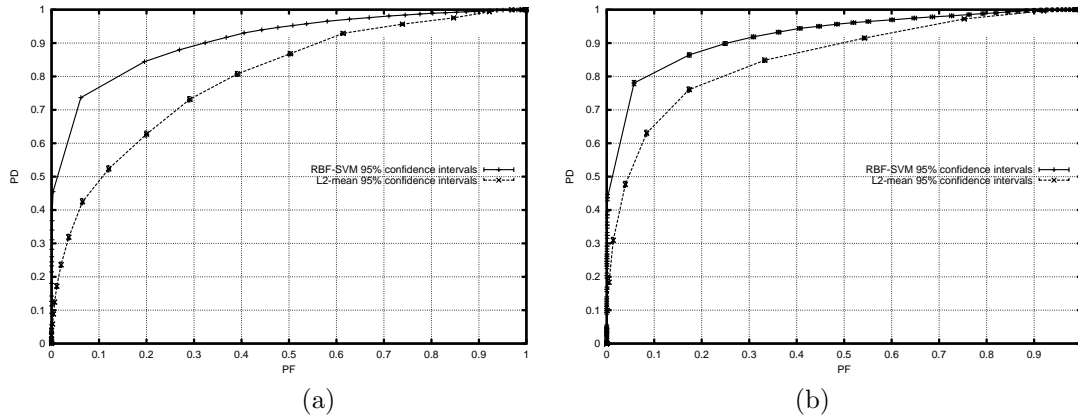 1
0.9
0.8
0.7
0.6
0.5
0.4
0.3
0.2
0.1
0
PD
RBF-SVM 95% confidence intervals
L2-mean 95% confidence intervals
0 0.1 0.2 0.3 0.4 0.5 0.6 0.7 0.8 0.9 1
PF
(a)
1
0.9
0.8
0.7
0.6
0.5
0.4
0.3
0.2
0.1
0
PD
RBF-SVM 95% confidence intervals
L2-mean 95% confidence intervals
0 0.1 0.2 0.3 0.4 0.5 0.6 0.7 0.8 0.9
PF
(b)